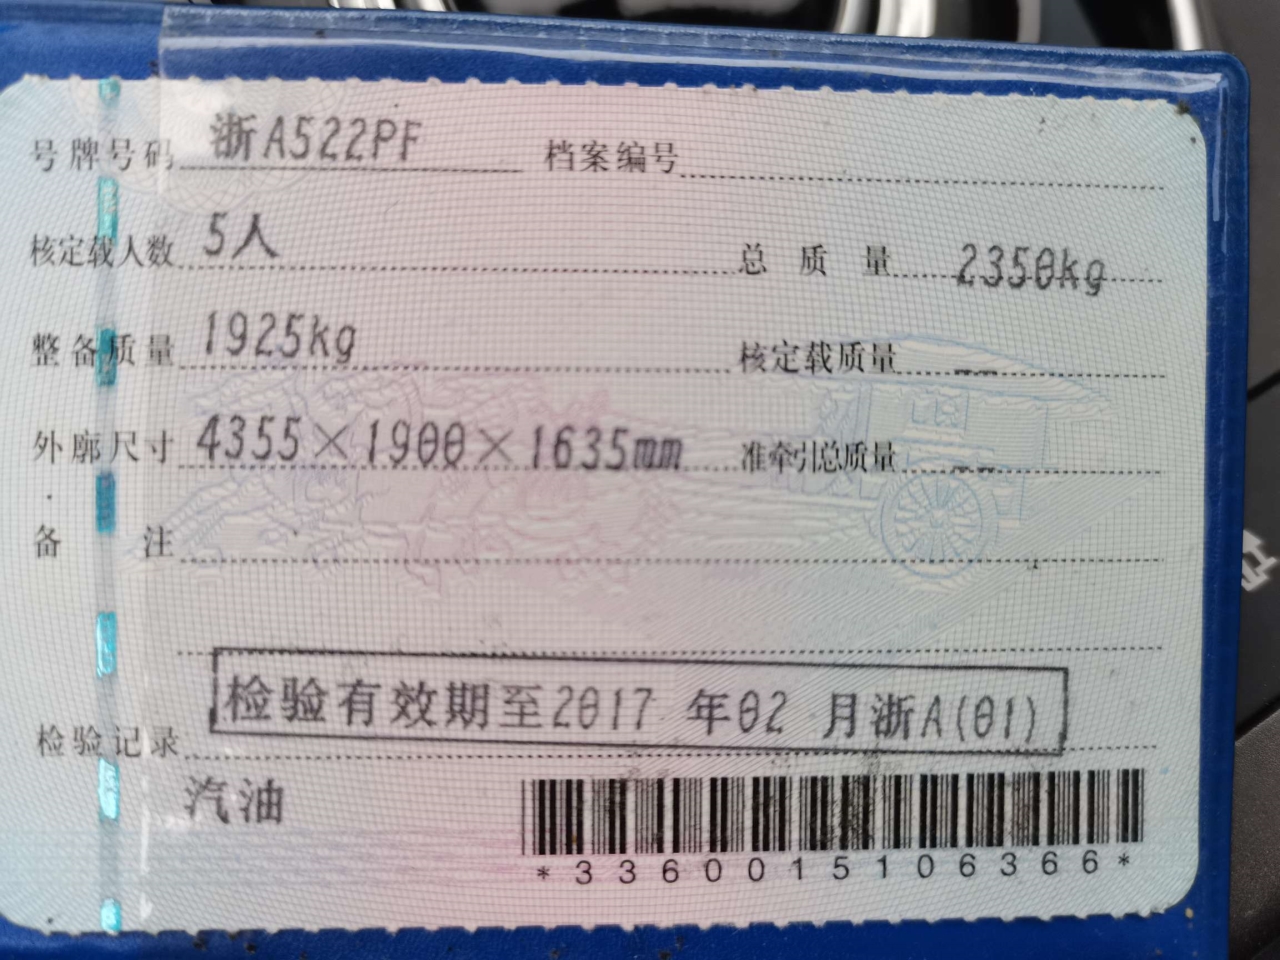 号牌号码 浙A522PF 档案编号
核定载人数 5人 总质量 2350kg
整备质量 1925kg 核定载质量 --
外廓尺寸 4355×1900×1635mm 准牵引总质量 --
备注
检验记录 检验有效期至2017年02月浙A(01)
汽油
*3360015106366*